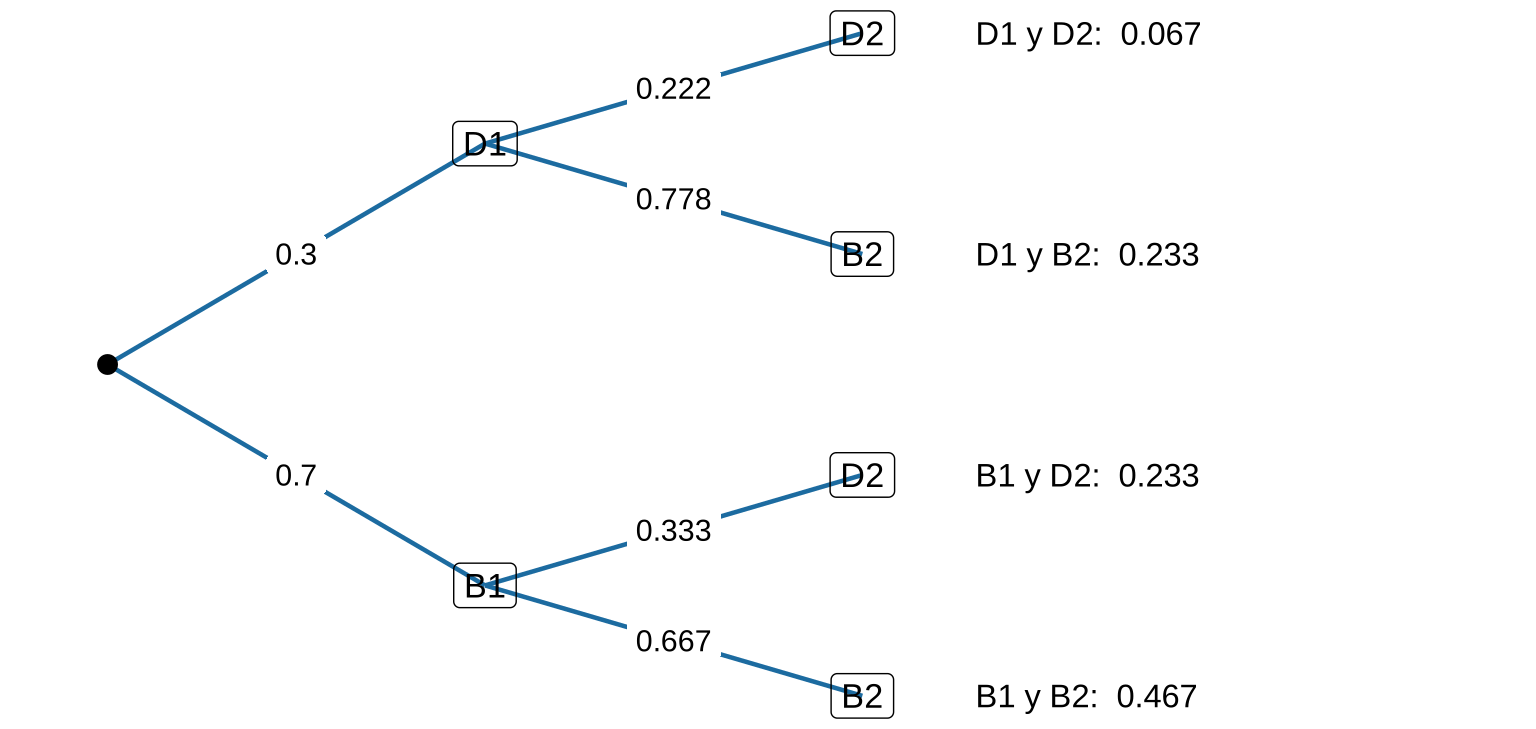 D2
D1 y D2: 0.067
0.222
D1
0.778
B2
D1 y B2: 0.233
0.3
0.7
D2
B1 y D2: 0.233
0.333
B1
0.667
B2
B1 y B2: 0.467